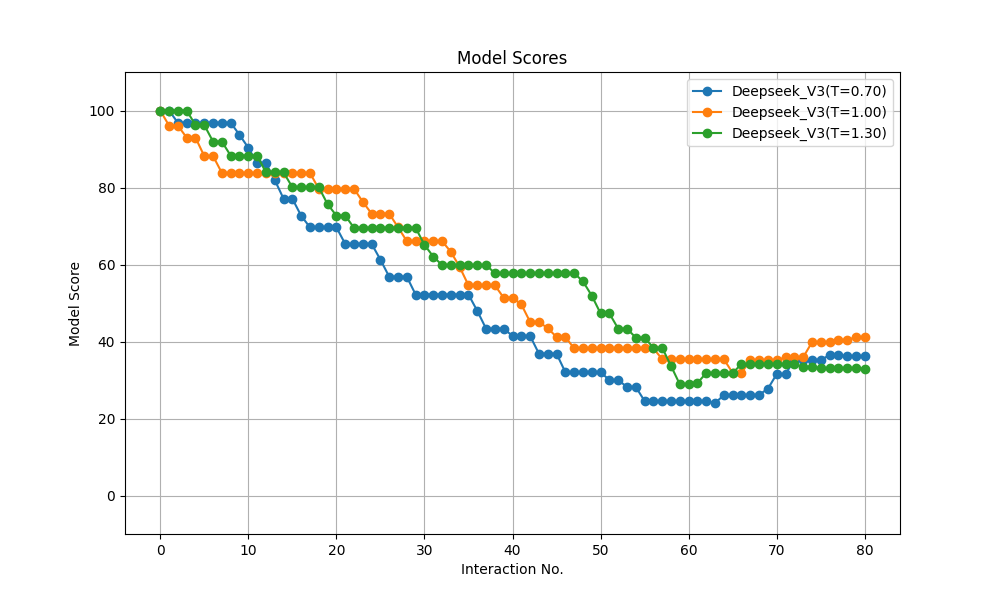 Model Scores
Deepseek_V3(T=0.70)
Deepseek_V3(T=1.00)
Deepseek_V3(T=1.30)
Model Score
100
80
60
40
20
0
0 10 20 30 40 50 60 70 80
Interaction No.